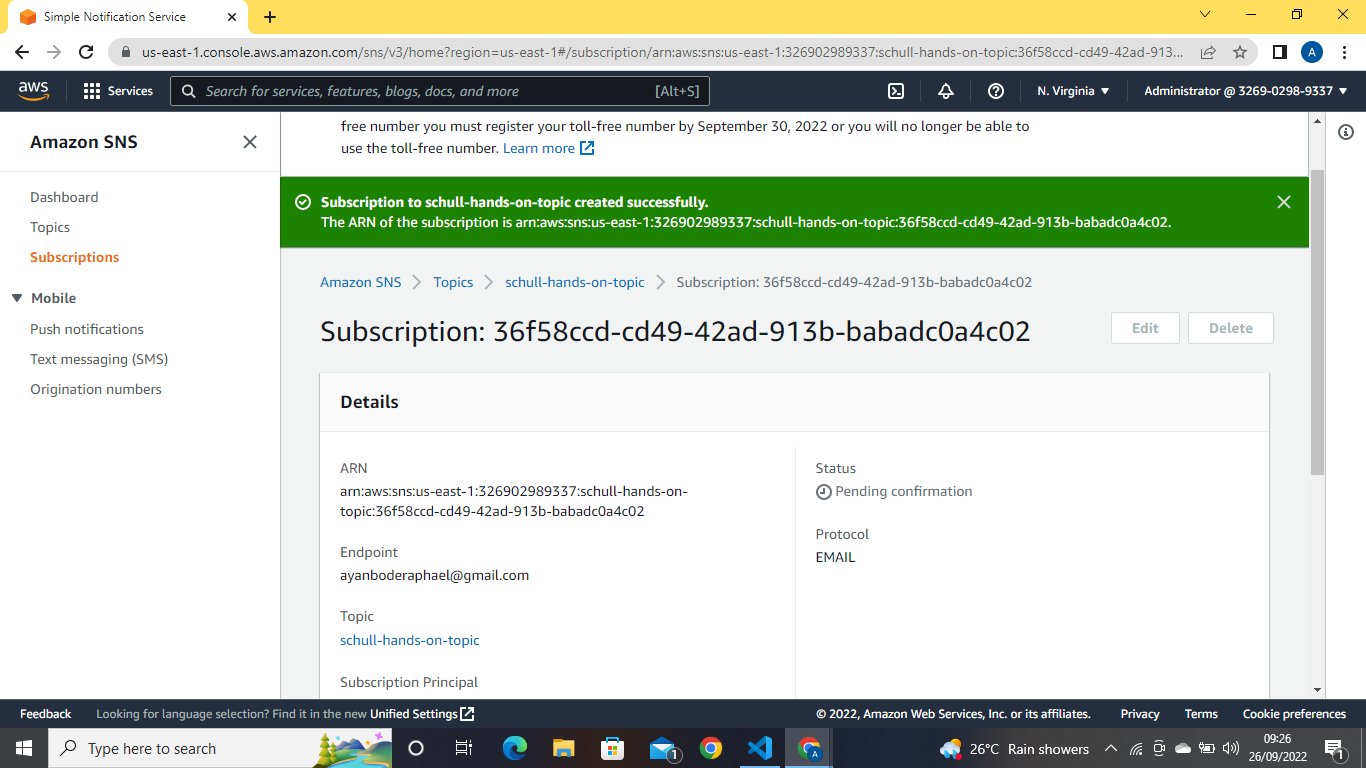 Simple Notification Service
us-east-1.console.aws.amazon.com/sns/v3/home?region=us-east-1#/subscription/arn:aws:sns:us-east-1:326902989337:schull-hands-on-topic:36f58ccd-cd49-42ad-913...
A
aws
Services
Search for services, features, blogs, docs, and more
[Alt+S]
N. Virginia
Administrator @ 3269-0298-9337
Amazon SNS
Dashboard
Topics
Subscriptions
Mobile
Push notifications
Text messaging (SMS)
Origination numbers
free number you must register your toll-free number by September 30, 2022 or you will no longer be able to
use the toll-free number. Learn more
Subscription to schull-hands-on-topic created successfully.
The ARN of the subscription is arn:aws:sns:us-east-1:326902989337:schull-hands-on-topic:36f58ccd-cd49-42ad-913b-babadc0a4c02.
Amazon SNS
Topics
schull-hands-on-topic
Subscription: 36f58ccd-cd49-42ad-913b-babadc0a4c02
Subscription: 36f58ccd-cd49-42ad-913b-babadc0a4c02
Edit
Delete
Details
ARN
arn:aws:sns:us-east-1:326902989337:schull-hands-on-
topic:36f58ccd-cd49-42ad-913b-babadc0a4c02
Endpoint
ayanboderaphael@gmail.com
Topic
schull-hands-on-topic
Subscription Principal
Status
Pending confirmation
Protocol
EMAIL
Feedback
Looking for language selection? Find it in the new Unified Settings
© 2022, Amazon Web Services, Inc. or its affiliates.
Privacy
Terms
Cookie preferences
Type here to search
1
A
26°C Rain showers
09:26
26/09/2022
1